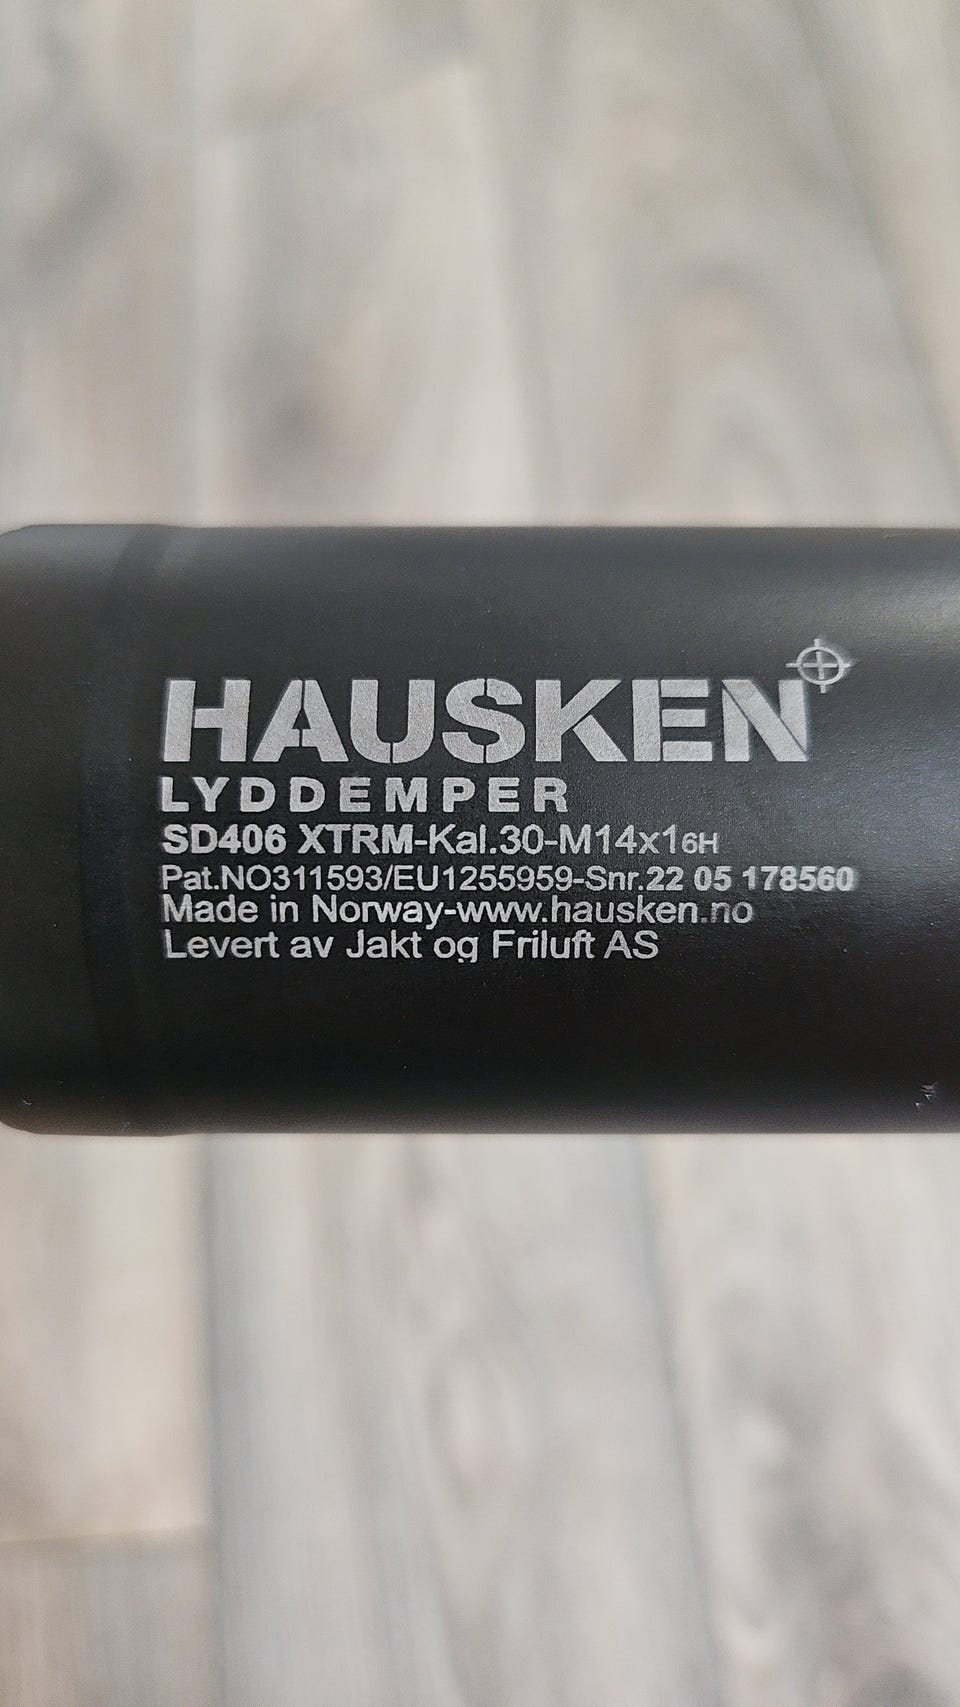 HAUSKEN
LYDDEMPER
SD406 XTRM-Kal.30-M14x16H
Pat.NO311593/EU1255959-Snr.22 05 178560
Made in Norway-www.hausken.no
Levert av Jakt og Friluft AS